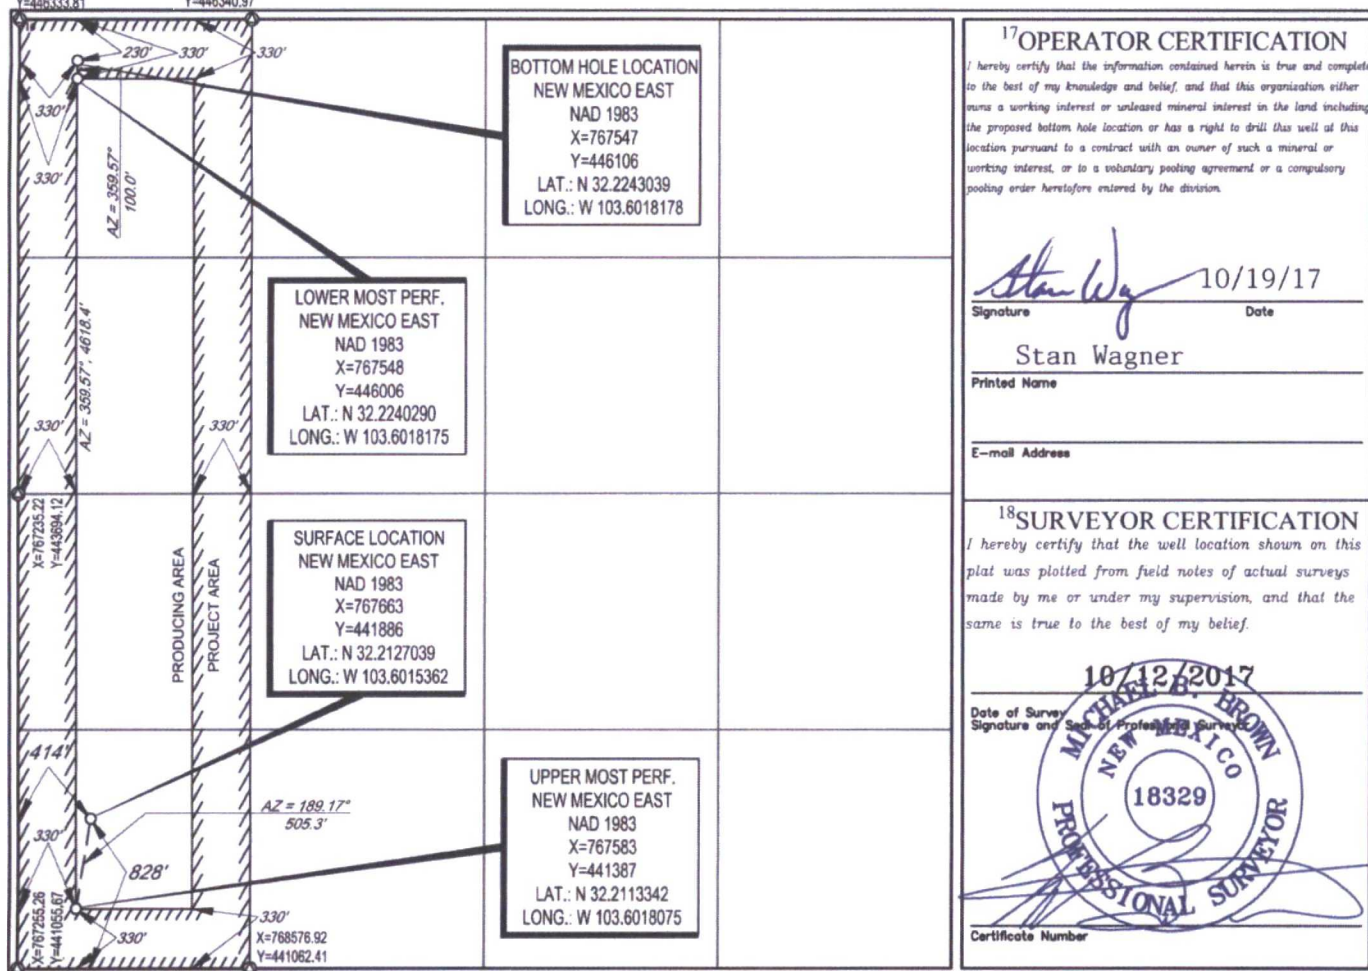 Y=446333.81
Y=446340.97
230'
330'
330'
330'
330'
AZ = 359.57°
100.0'
BOTTOM HOLE LOCATION
NEW MEXICO EAST
NAD 1983
X=767547
Y=446106
LAT.: N 32.2243039
LONG.: W 103.6018178
LOWER MOST PERF.
NEW MEXICO EAST
NAD 1983
X=767548
Y=446006
LAT.: N 32.2240290
LONG.: W 103.6018175
AZ = 359.57°, 4618.4'
330'
330'
X=767235.22
Y=443694.12
PRODUCING AREA
PROJECT AREA
SURFACE LOCATION
NEW MEXICO EAST
NAD 1983
X=767663
Y=441886
LAT.: N 32.2127039
LONG.: W 103.6015362
414'
330'
AZ = 189.17°
505.3'
828'
UPPER MOST PERF.
NEW MEXICO EAST
NAD 1983
X=767583
Y=441387
LAT.: N 32.2113342
LONG.: W 103.6018075
330'
330'
X=767255.26
Y=441055.67
X=768576.92
Y=441062.41
17 OPERATOR CERTIFICATION
I hereby certify that the information contained herein is true and complete
to the best of my knowledge and belief, and that this organization either
owns a working interest or unleased mineral interest in the land including
the proposed bottom hole location or has a right to drill this well at this
location pursuant to a contract with an owner of such a mineral or
working interest, or to a voluntary pooling agreement or a compulsory
pooling order heretofore entered by the division.
Stan Wag 10/19/17
Signature Date
Stan Wagner
Printed Name
E-mail Address
18 SURVEYOR CERTIFICATION
I hereby certify that the well location shown on this
plat was plotted from field notes of actual surveys
made by me or under my supervision, and that the
same is true to the best of my belief.
10/12/2017
Date of Survey
Signature and Seal of Professional Surveyor
MICHAEL B. BROWN
NEW MEXICO
18329
PROFESSIONAL SURVEYOR
Certificate Number